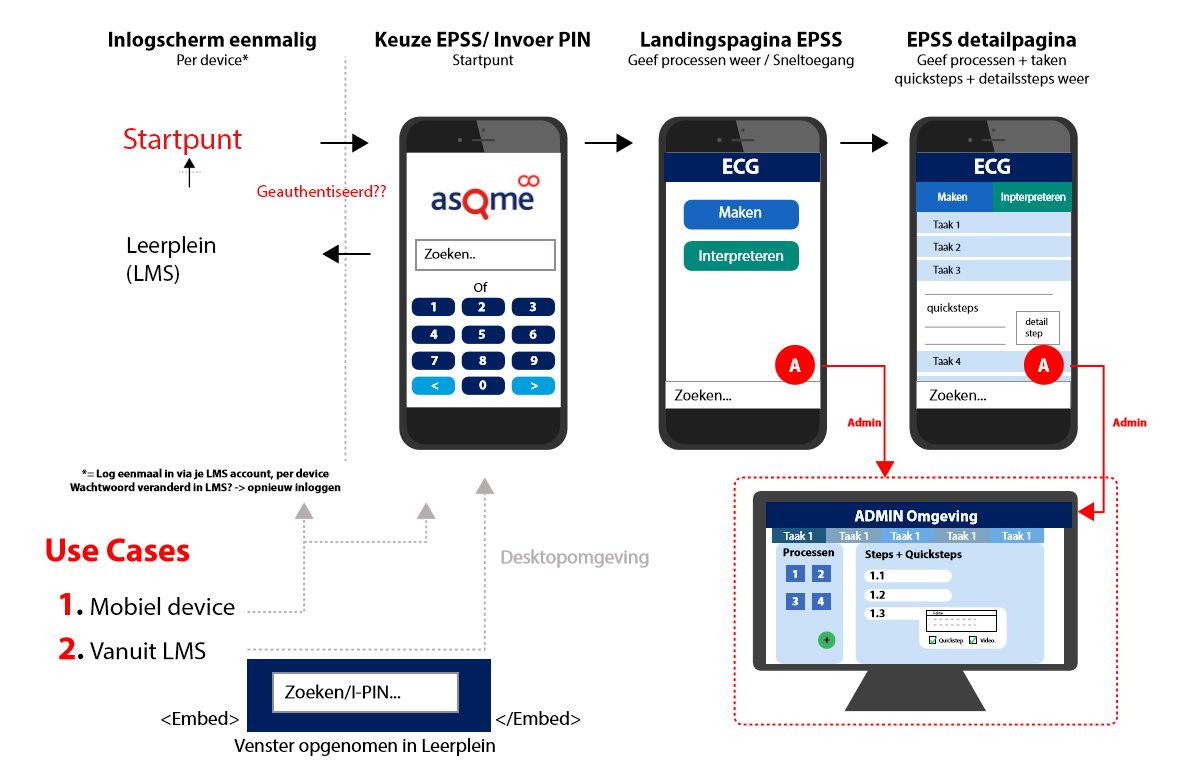 Inlogscherm eenmalig
Per device*
Keuze EPSS/ Invoer PIN
Startpunt
Landingspagina EPSS
Geef processen weer / Sneltoegang
EPSS detailpagina
Geef processen + taken
quicksteps + detailssteps weer
Startpunt
Geauthentiseerd??
Leerplein
(LMS)
asQme
Zoeken..
Of
1 2 3
4 5 6
7 8 9
< 0 >
ECG
Maken
Interpreteren
A
Zoeken...
ECG
Maken Inpterpreteren
Taak 1
Taak 2
Taak 3
quicksteps
detail
step
Taak 4
A
Zoeken...
Admin
Admin
*= Log eenmaal in via je LMS account, per device
Wachtwoord veranderd in LMS? -> opnieuw inloggen
Use Cases
1. Mobiel device
2. Vanuit LMS
Desktopomgeving
Zoeken/I-PIN...
<Embed> </Embed>
Venster opgenomen in Leerplein
ADMIN Omgeving
Taak 1 Taak 1 Taak 1 Taak 1 Taak 1
Processen
1 2
3 4
+
Steps + Quicksteps
1.1
1.2
1.3
Quickstep Video